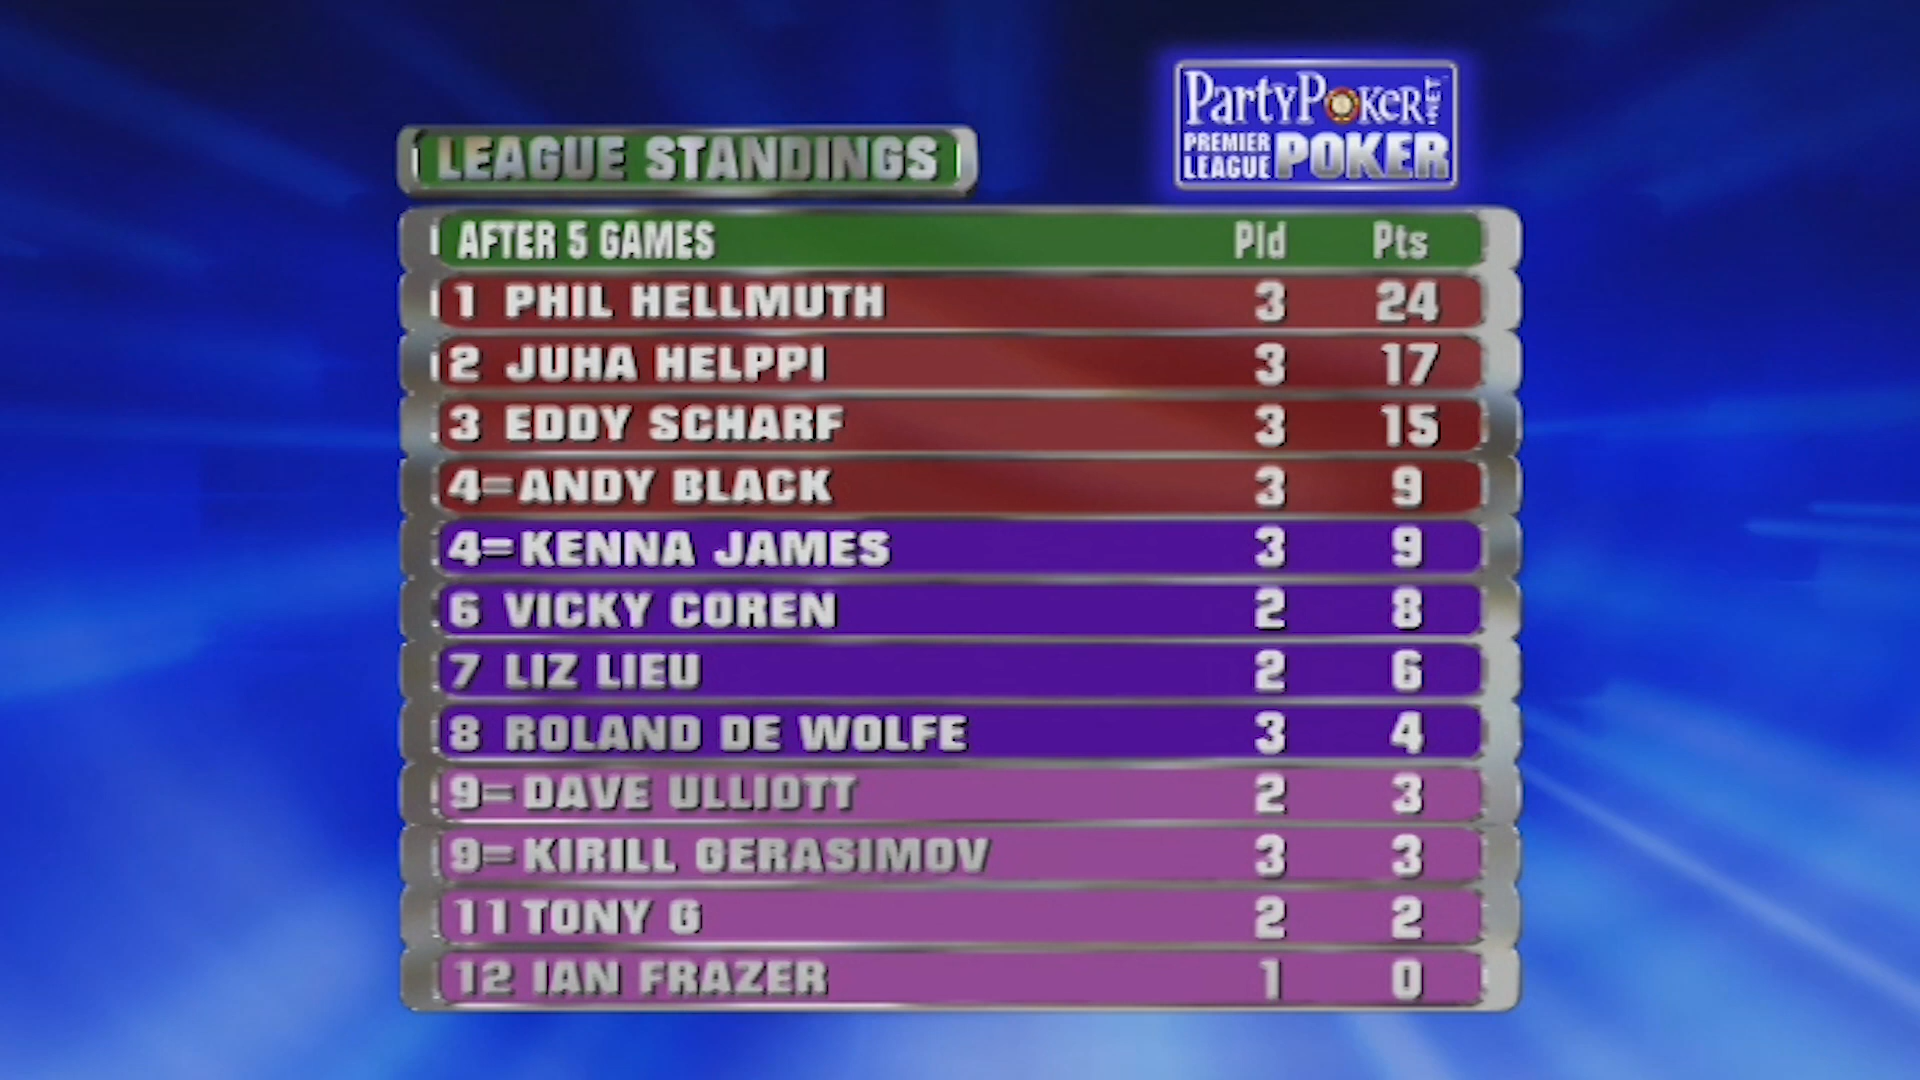 PartyPoker.NET
PREMIER LEAGUE POKER
LEAGUE STANDINGS
AFTER 5 GAMES Pld Pts
1 PHIL HELLMUTH 3 24
2 JUHA HELPPI 3 17
3 EDDY SCHARF 3 15
4= ANDY BLACK 3 9
4= KENNA JAMES 3 9
6 VICKY COREN 2 8
7 LIZ LIEU 2 6
8 ROLAND DE WOLFE 3 4
9= DAVE ULLIOTT 2 3
9= KIRILL GERASIMOV 3 3
11 TONY G 2 2
12 IAN FRAZER 1 0